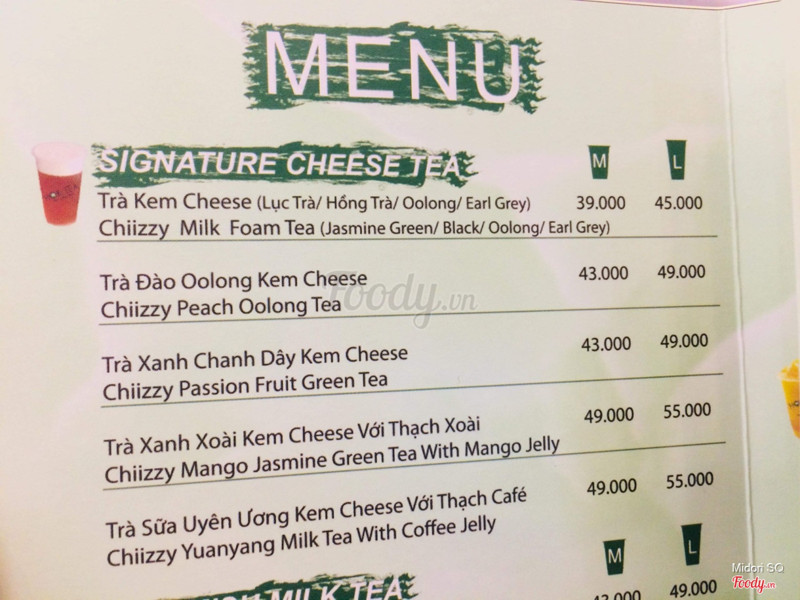 MENU
SIGNATURE CHEESE TEA M L
Trà Kem Cheese (Lục Trà/ Hồng Trà/ Oolong/ Earl Grey) 39.000 45.000
Chiizzy Milk Foam Tea (Jasmine Green/ Black/ Oolong/ Earl Grey)
Trà Đào Oolong Kem Cheese 43.000 49.000
Chiizzy Peach Oolong Tea
Foody.vn
Trà Xanh Chanh Dây Kem Cheese 43.000 49.000
Chiizzy Passion Fruit Green Tea
Trà Xanh Xoài Kem Cheese Với Thạch Xoài 49.000 55.000
Chiizzy Mango Jasmine Green Tea With Mango Jelly
Trà Sữa Uyên Ương Kem Cheese Với Thạch Café 49.000 55.000
Chiizzy Yuanyang Milk Tea With Coffee Jelly
M L
MILK TEA
43.000 49.000
Midori SQ
Foody.vn